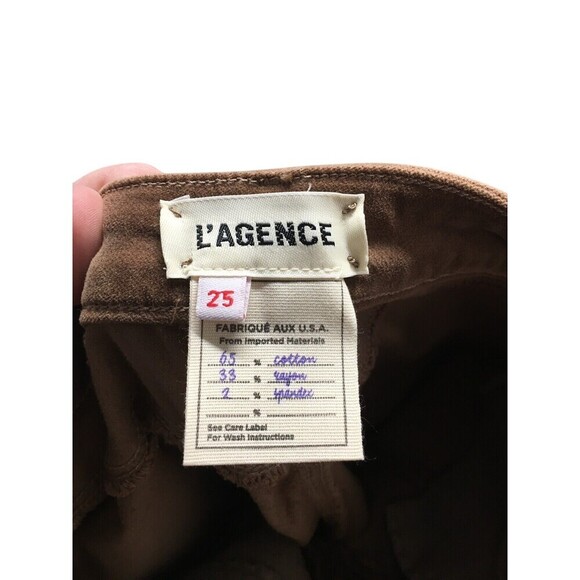 L'AGENCE
25
FABRIQUÉ AUX U.S.A.
From Imported Materials
65 % cotton
33 % rayon
2 % spandex
%
See Care Label
For Wash Instructions